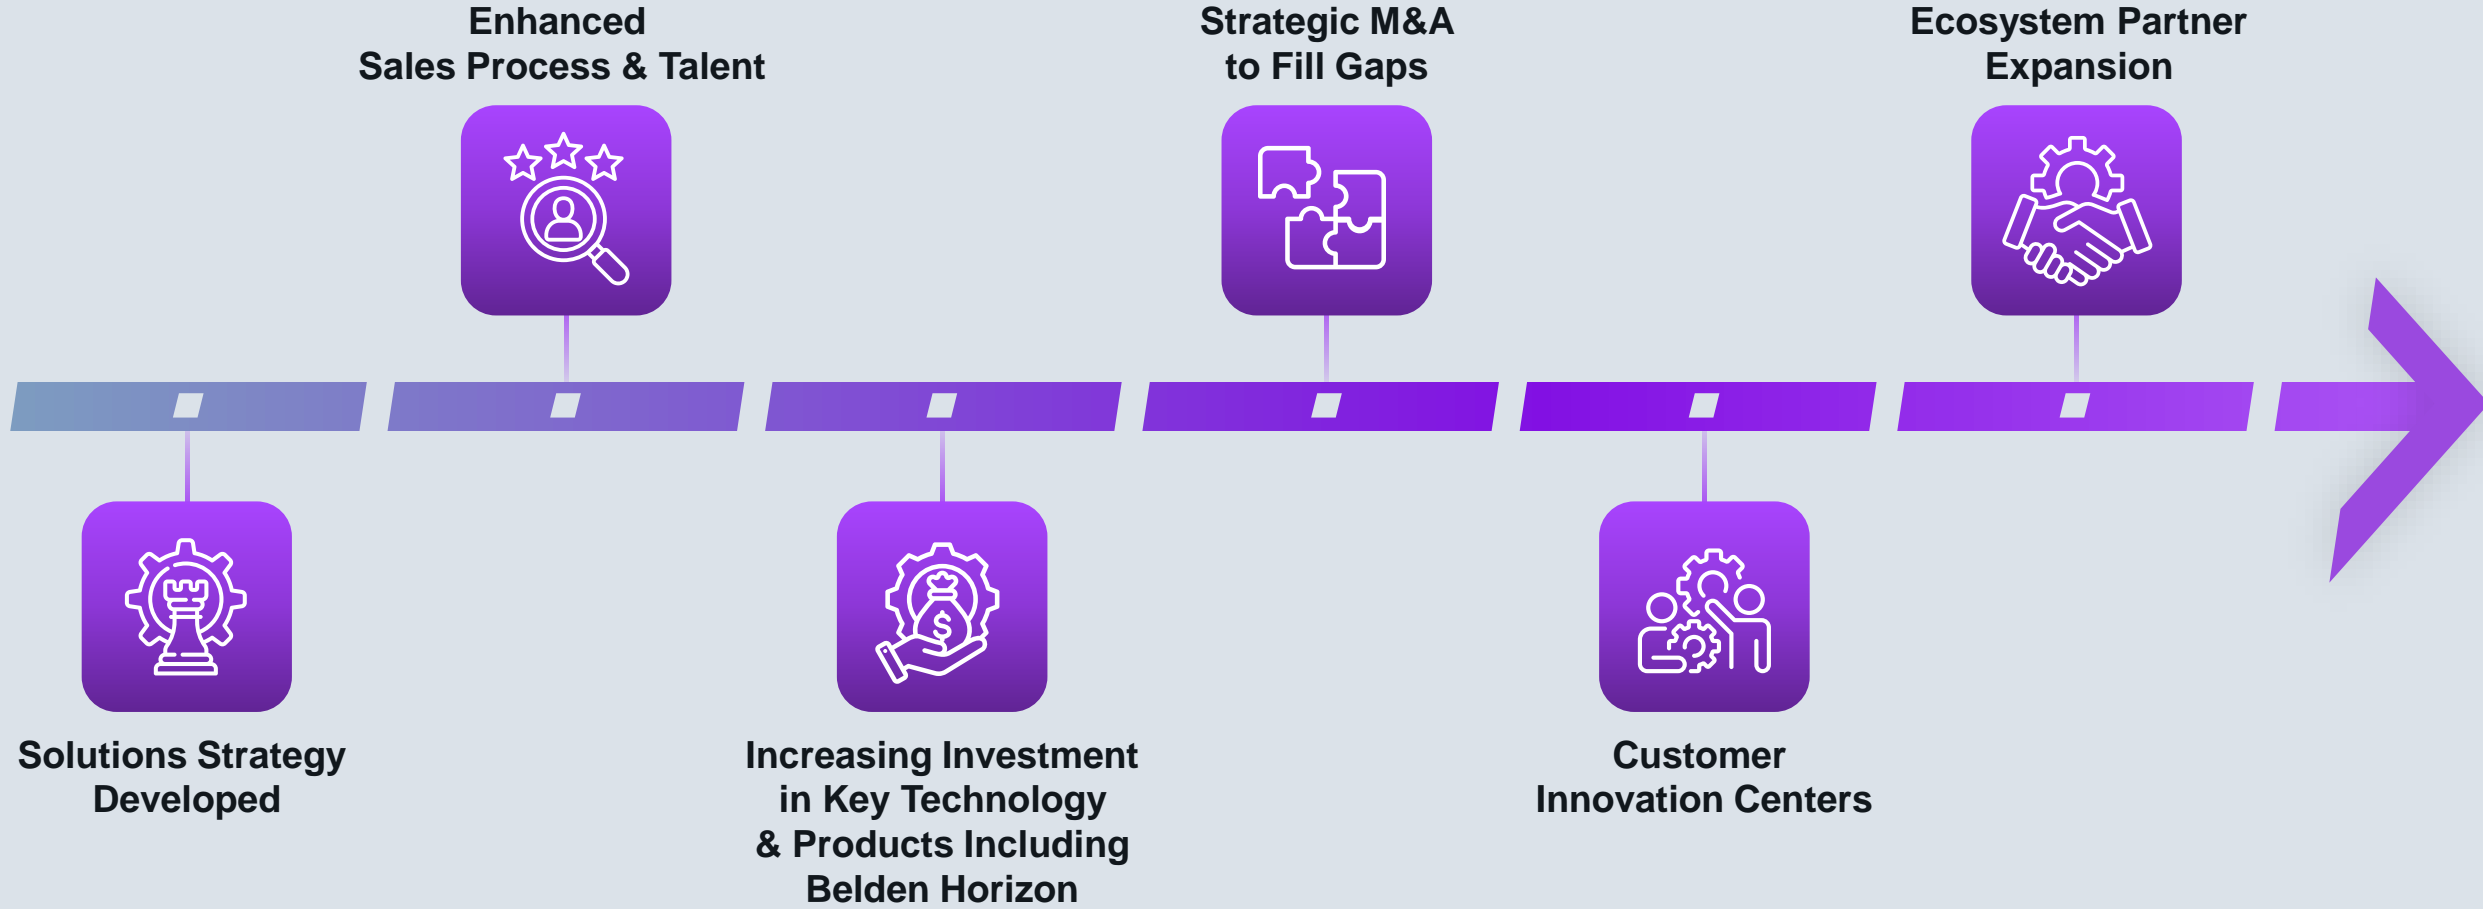 Enhanced
Sales Process & Talent
Strategic M&A
to Fill Gaps
Ecosystem Partner
Expansion
Solutions Strategy
Developed
Increasing Investment
in Key Technology
& Products Including
Belden Horizon
Customer
Innovation Centers
$